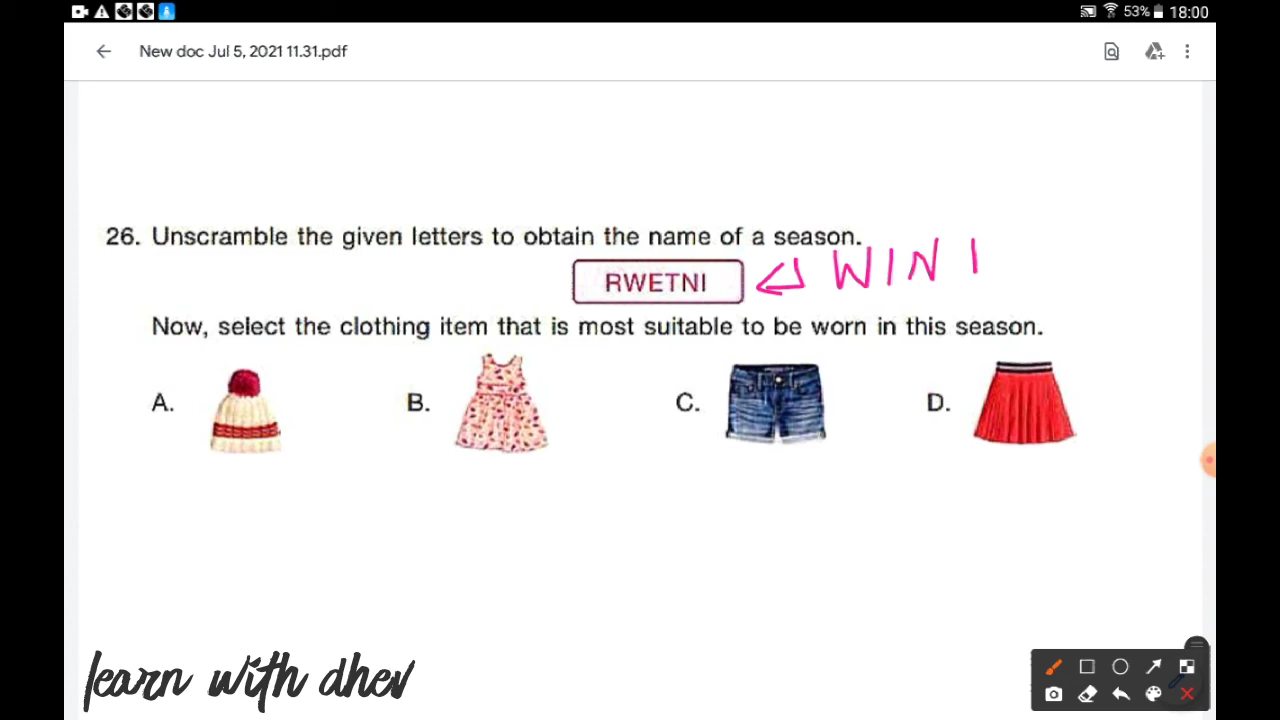 53% 18:00
New doc Jul 5, 2021 11.31.pdf
26. Unscramble the given letters to obtain the name of a season.
RWETNI WIN I
Now, select the clothing item that is most suitable to be worn in this season.
A. B. C. D.
learn with dhev